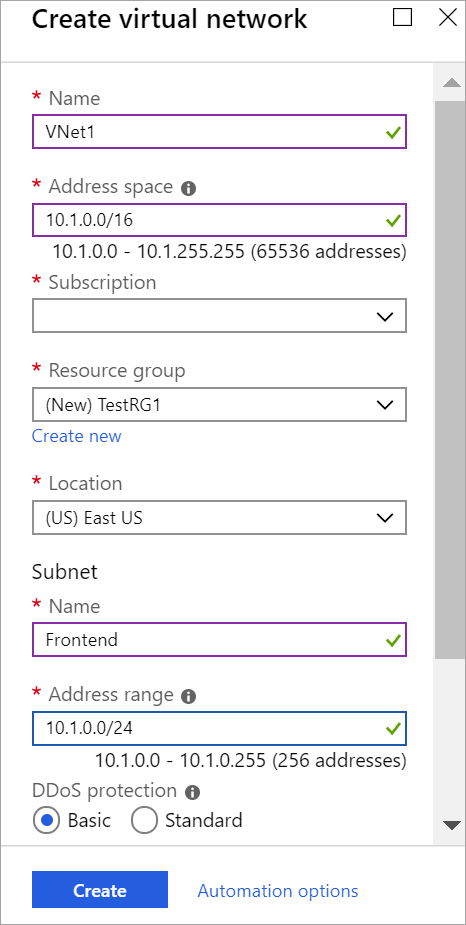 Create virtual network
* Name
VNet1
* Address space
10.1.0.0/16
10.1.0.0 - 10.1.255.255 (65536 addresses)
* Subscription
* Resource group
(New) TestRG1
Create new
* Location
(US) East US
Subnet
* Name
Frontend
* Address range
10.1.0.0/24
10.1.0.0 - 10.1.0.255 (256 addresses)
DDoS protection
Basic Standard
Create Automation options